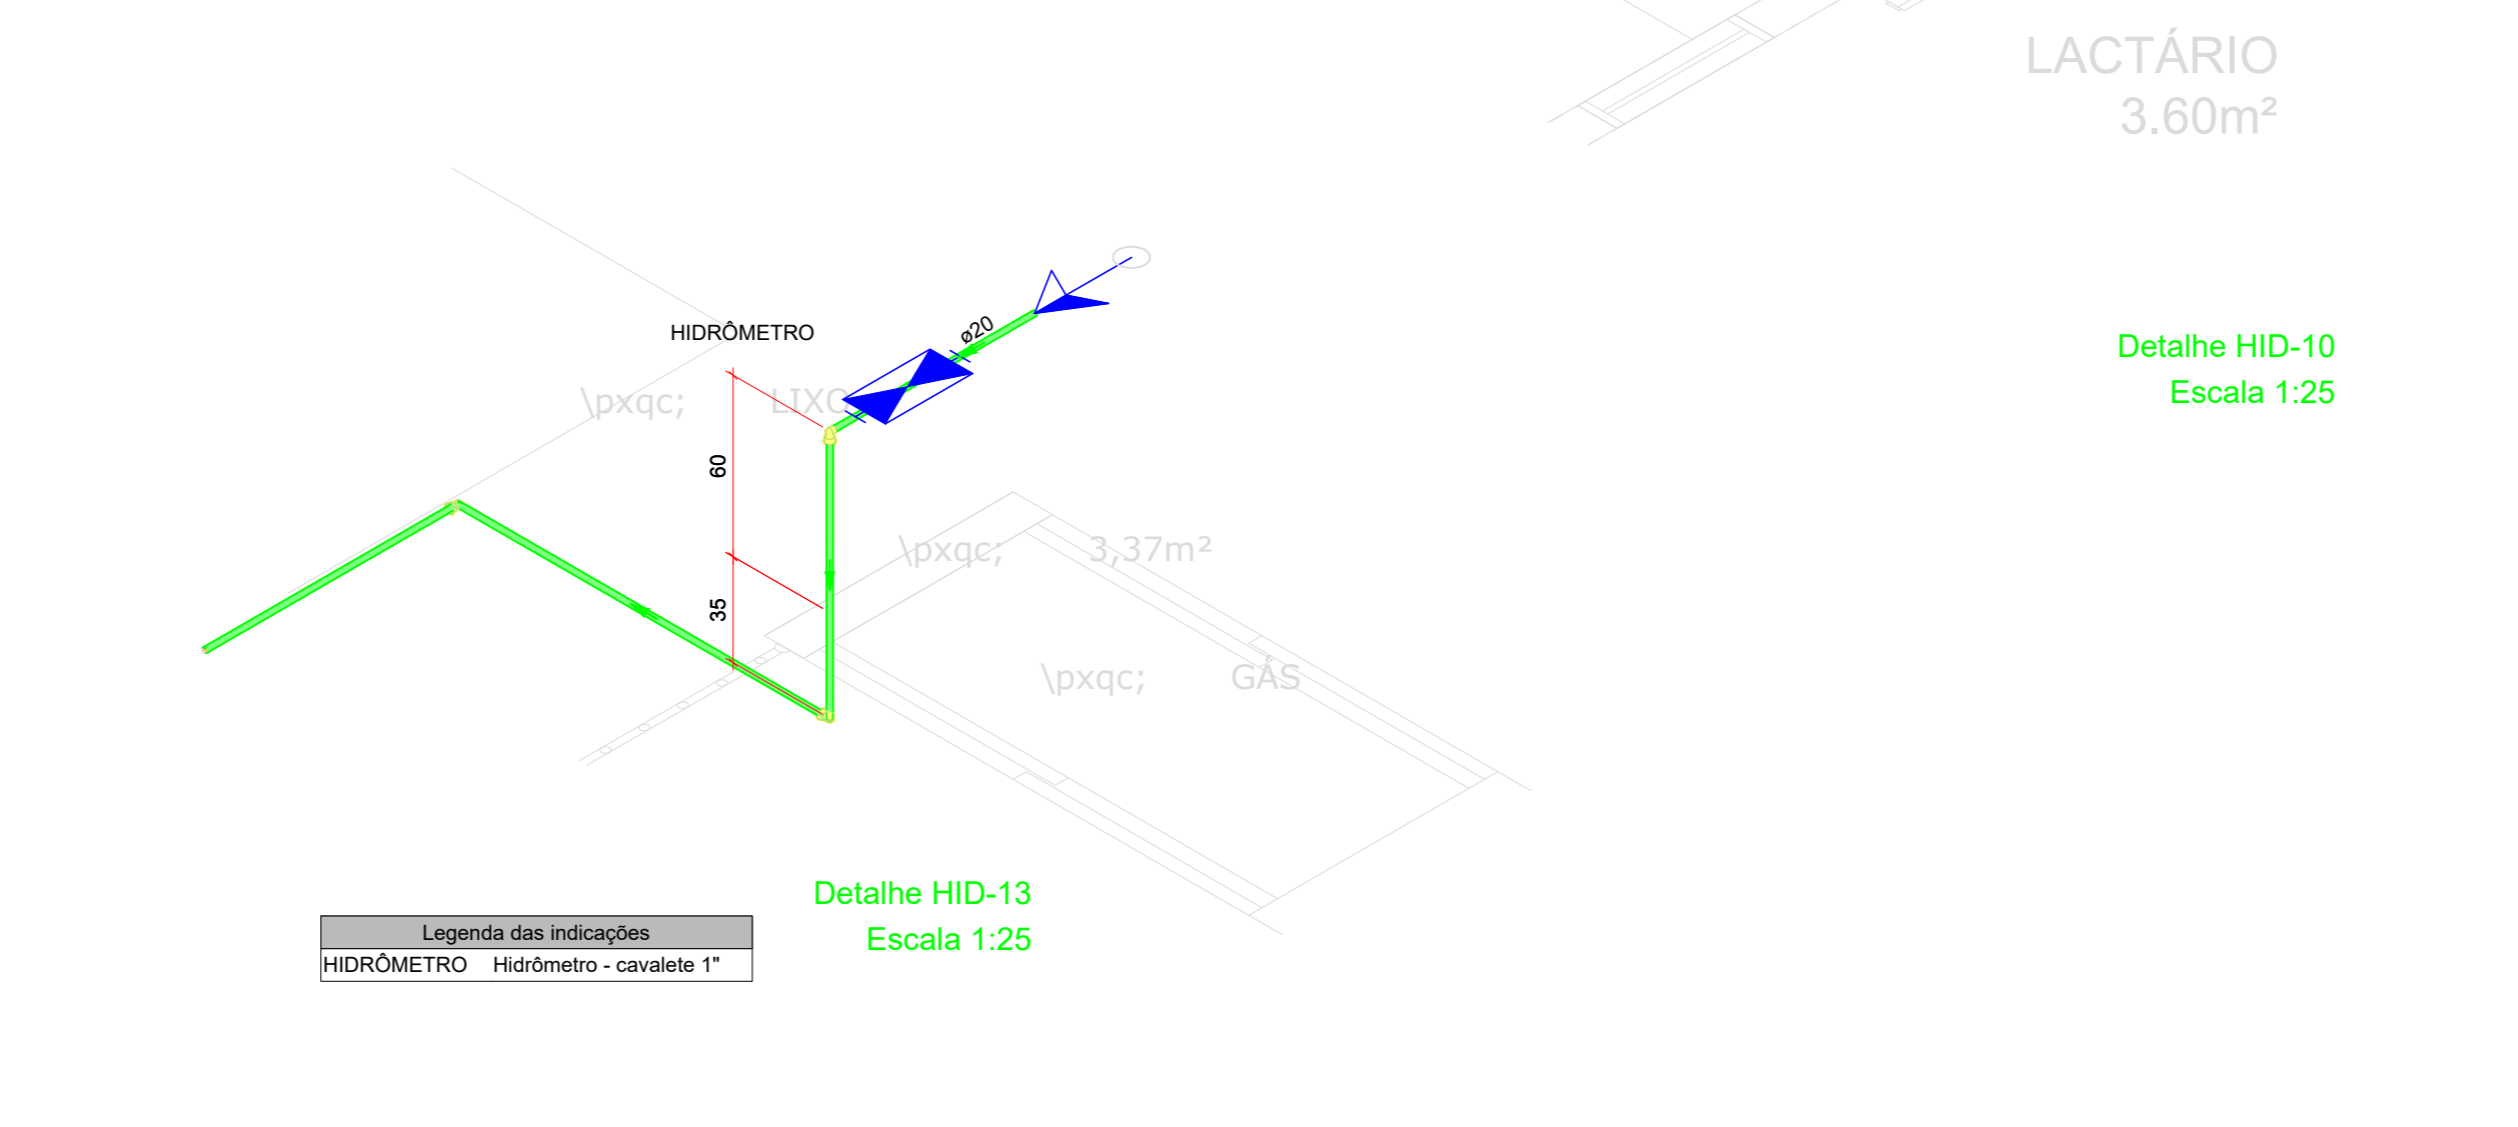 LACTÁRIO
3.60m²
ø20
HIDRÔMETRO
Detalhe HID-10
Escala 1:25
\pxqc; LIXO
60
\pxqc; 3,37m²
35
\pxqc; GÁS
Detalhe HID-13
Escala 1:25
Legenda das indicações
HIDRÔMETRO Hidrômetro - cavalete 1"